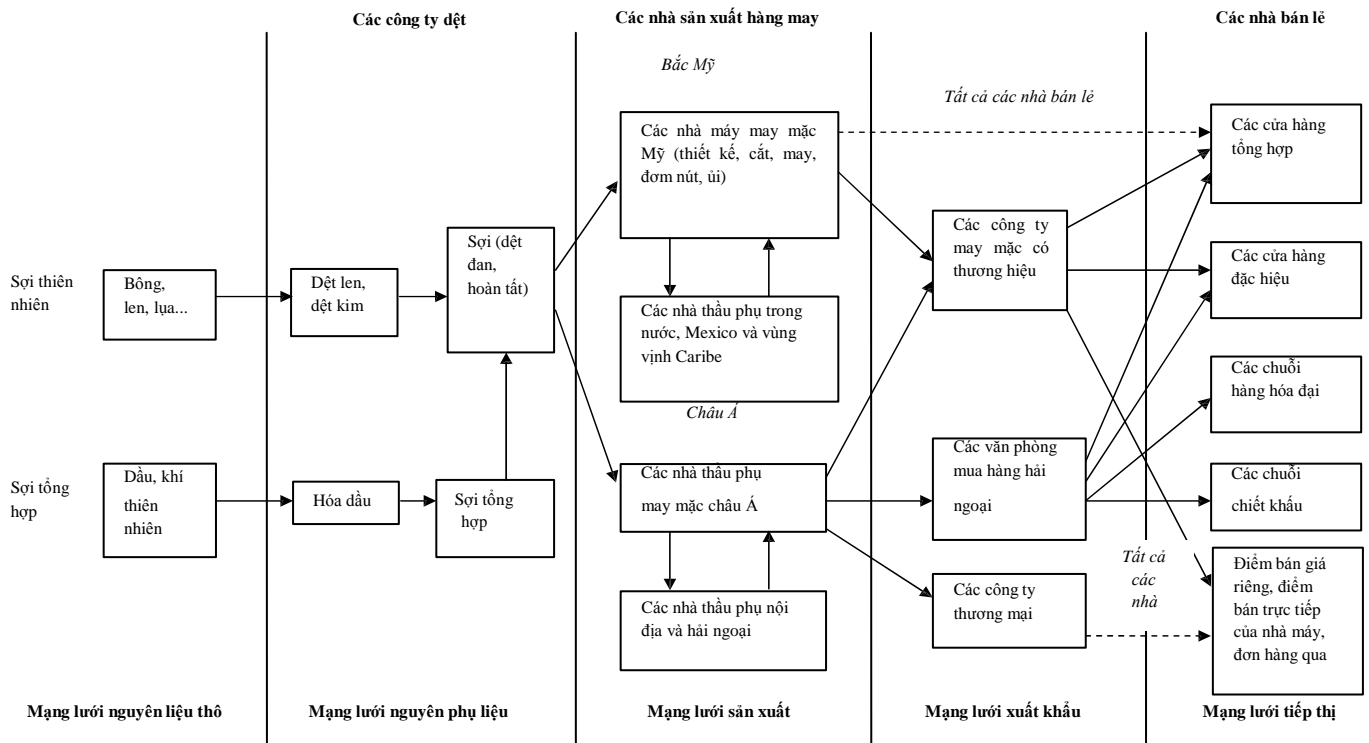 Các công ty dệt
Các nhà sản xuất hàng may
Các nhà bán lẻ
Bắc Mỹ
Tất cả các nhà bán lẻ
Các nhà máy may mặc
Mỹ (thiết kế, cắt, may,
đơm nút, ủi)
Các cửa hàng
tổng hợp
Sợi thiên
nhiên
Bông,
len, lụa...
Dệt len,
dệt kim
Sợi (dệt
đan,
hoàn tất)
Các nhà thầu phụ trong
nước, Mexico và vùng
vịnh Caribe
Các công ty
may mặc có
thương hiệu
Các cửa hàng
đặc hiệu
Các chuỗi
hàng hóa đại
Châu Á
Sợi tổng
hợp
Dầu, khí
thiên
nhiên
Hóa dầu
Sợi tổng
hợp
Các nhà thầu phụ
may mặc châu Á
Các văn phòng
mua hàng hải
ngoại
Các chuỗi
chiết khấu
Các nhà thầu phụ nội
địa và hải ngoại
Các công ty
thương mại
Tất cả
các
nhà
Điểm bán giá
riêng, điểm
bán trực tiếp
của nhà máy,
đơn hàng qua
Mạng lưới nguyên liệu thô
Mạng lưới nguyên phụ liệu
Mạng lưới sản xuất
Mạng lưới xuất khẩu
Mạng lưới tiếp thị